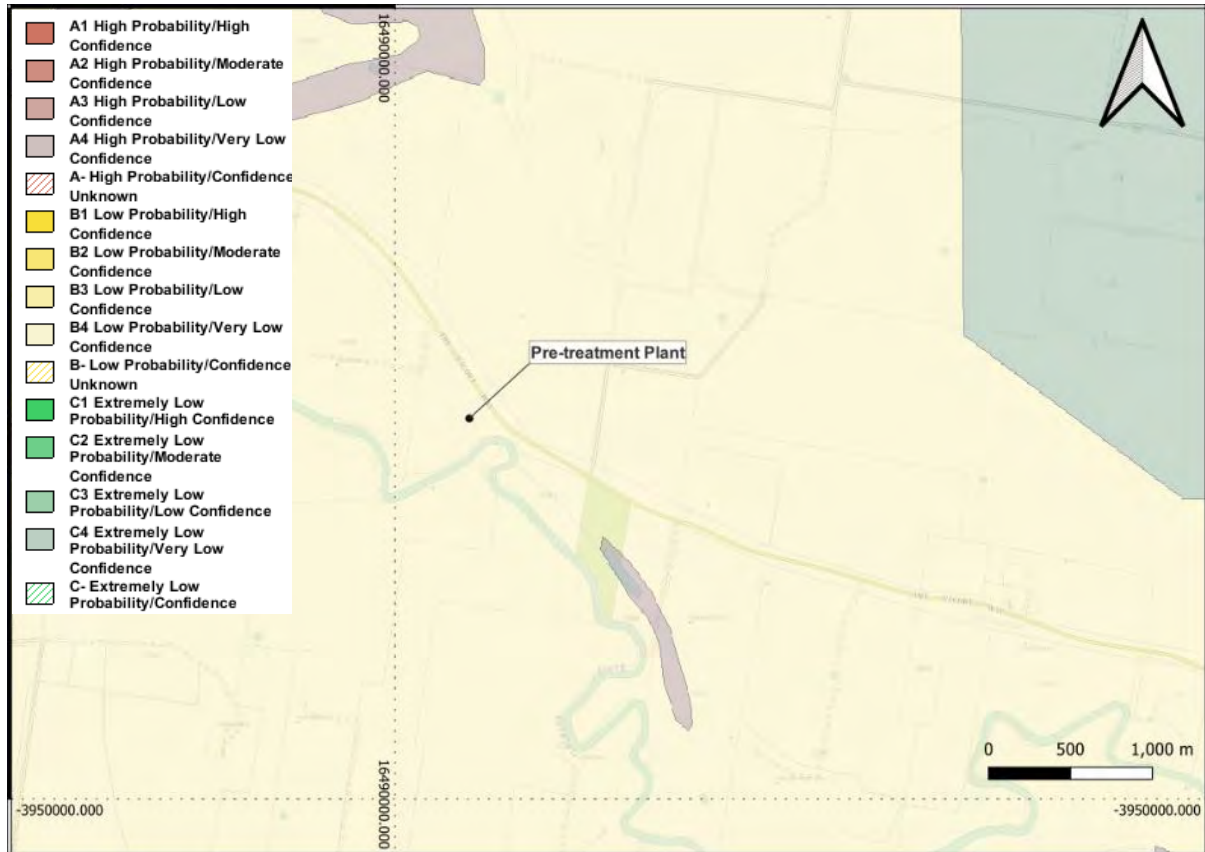 A1 High Probability/High
Confidence
A2 High Probability/Moderate
Confidence
A3 High Probability/Low
Confidence
A4 High Probability/Very Low
Confidence
A- High Probability/Confidence
Unknown
B1 Low Probability/High
Confidence
B2 Low Probability/Moderate
Confidence
B3 Low Probability/Low
Confidence
B4 Low Probability/Very Low
Confidence
B- Low Probability/Confidence
Unknown
C1 Extremely Low
Probability/High Confidence
C2 Extremely Low
Probability/Moderate
Confidence
C3 Extremely Low
Probability/Low Confidence
C4 Extremely Low
Probability/Very Low
Confidence
C- Extremely Low
Probability/Confidence
16490000.000
Pre-treatment Plant
0 500 1,000 m
16490000.000
-3950000.000
-3950000.000